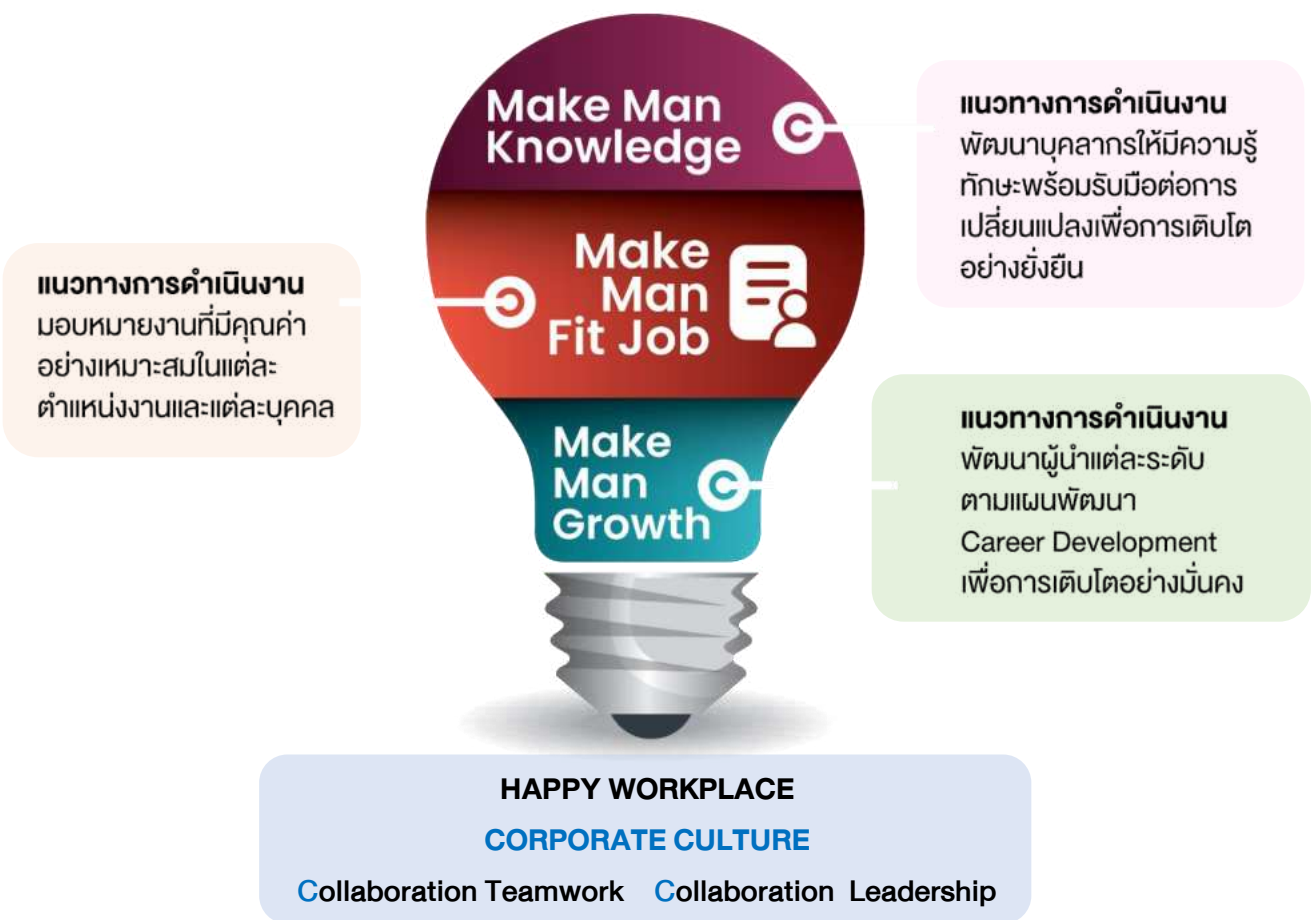 Make Man
Knowledge
แนวทางการดำเนินงาน
พัฒนาบุคลากรให้มีความรู้
ทักษะพร้อมรับมือต่อการ
เปลี่ยนแปลงเพื่อการเติบโต
อย่างยั่งยืน
Make
Man
Fit Job
แนวทางการดำเนินงาน
มอบหมายงานที่มีคุณค่า
อย่างเหมาะสมในแต่ละ
ตำแหน่งงานและแต่ละบุคคล
Make
Man
Growth
แนวทางการดำเนินงาน
พัฒนาผู้นำแต่ละระดับ
ตามแผนพัฒนา
Career Development
เพื่อการเติบโตอย่างมั่นคง
HAPPY WORKPLACE
CORPORATE CULTURE
Collaboration Teamwork Collaboration Leadership